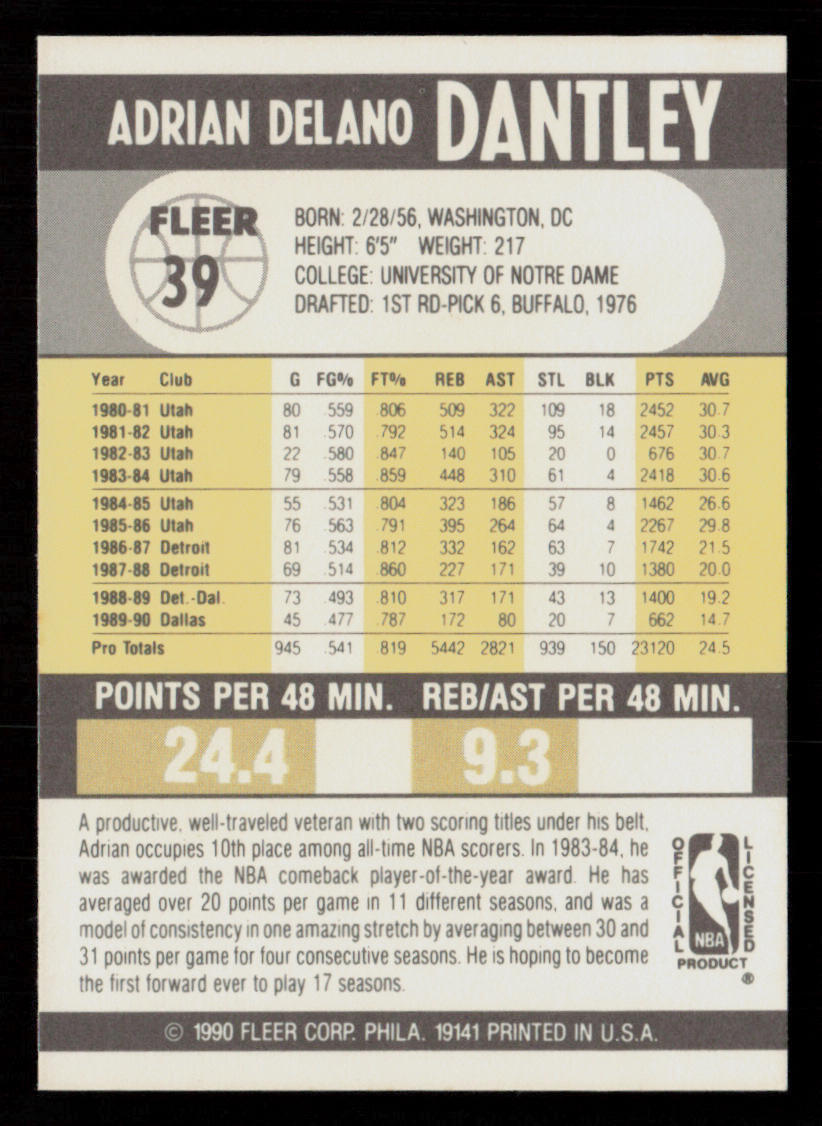 ADRIAN DELANO DANTLEY
FLEER
39
BORN: 2/28/56, WASHINGTON, DC
HEIGHT: 6'5" WEIGHT: 217
COLLEGE: UNIVERSITY OF NOTRE DAME
DRAFTED: 1ST RD-PICK 6, BUFFALO, 1976
Year Club G FG% FT% REB AST STL BLK PTS AVG
1980-81 Utah 80 .559 .806 509 322 109 18 2452 30.7
1981-82 Utah 81 .570 .792 514 324 95 14 2457 30.3
1982-83 Utah 22 .580 .847 140 105 20 0 676 30.7
1983-84 Utah 79 .558 .859 448 310 61 4 2418 30.6
1984-85 Utah 55 .531 .804 323 186 57 8 1462 26.6
1985-86 Utah 76 .563 .791 395 264 64 4 2267 29.8
1986-87 Detroit 81 .534 .812 332 162 63 7 1742 21.5
1987-88 Detroit 69 .514 .860 227 171 39 10 1380 20.0
1988-89 Det.-Dal. 73 .493 .810 317 171 43 13 1400 19.2
1989-90 Dallas 45 .477 .787 172 80 20 7 662 14.7
Pro Totals 945 .541 .819 5442 2821 939 150 23120 24.5
POINTS PER 48 MIN. REB/AST PER 48 MIN.
24.4 9.3
A productive, well-traveled veteran with two scoring titles under his belt,
Adrian occupies 10th place among all-time NBA scorers. In 1983-84, he
was awarded the NBA comeback player-of-the-year award. He has
averaged over 20 points per game in 11 different seasons, and was a
model of consistency in one amazing stretch by averaging between 30 and
31 points per game for four consecutive seasons. He is hoping to become
the first forward ever to play 17 seasons.
OFFICIAL
NBA
LICENSED
PRODUCT
®
© 1990 FLEER CORP. PHILA. 19141 PRINTED IN U.S.A.